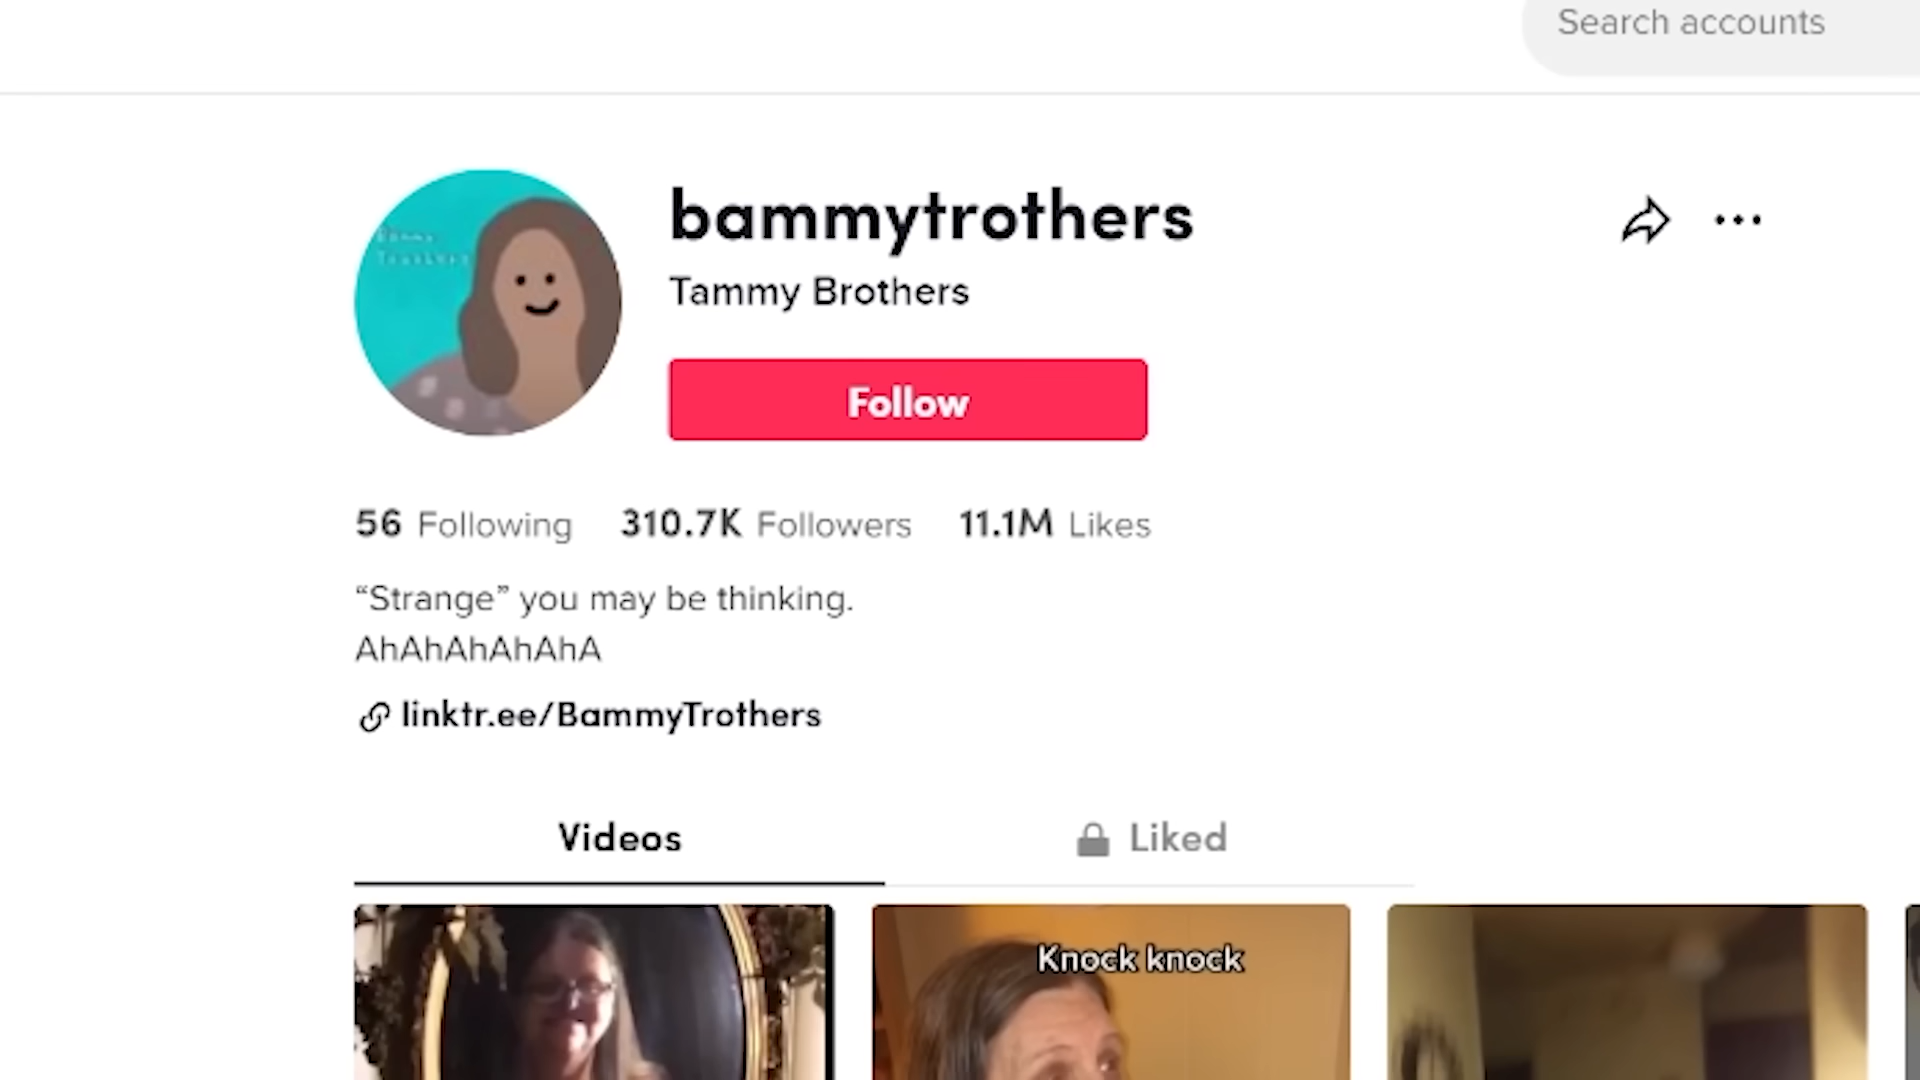 Search accounts
bammytrothers
Tammy Brothers
Follow
56 Following 310.7K Followers 11.1M Likes
“Strange” you may be thinking.
AhAhAhAhAhA
linktr.ee/BammyTrothers
Videos Liked
Knock knock